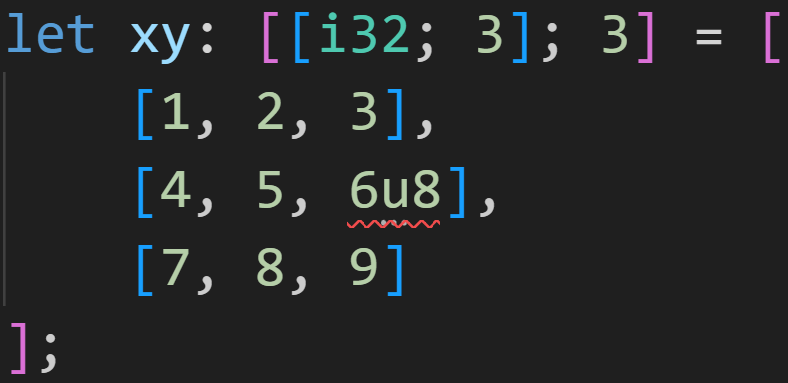 let xy: [[i32; 3]; 3] = [
    [1, 2, 3],
    [4, 5, 6u8],
    [7, 8, 9]
];